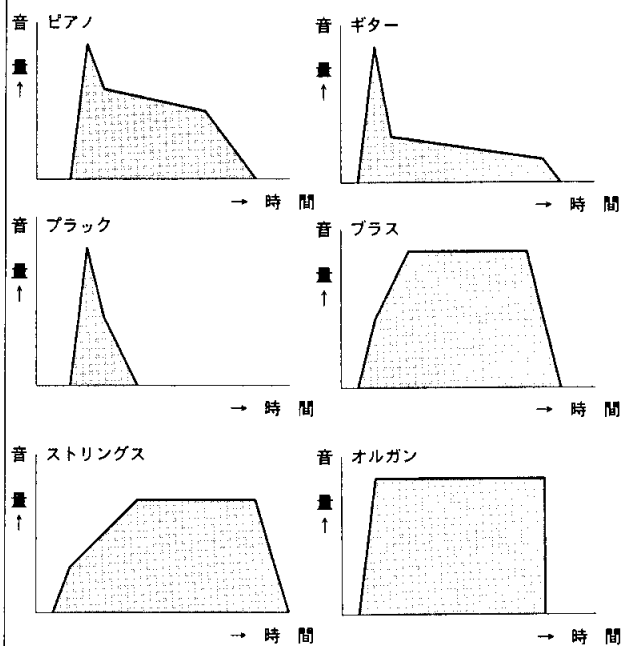 ピアノ
音
量
↑
→ 時 間
ギター
音
量
↑
→ 時 間
プラック
音
量
↑
→ 時 間
ブラス
音
量
↑
→ 時 間
ストリングス
音
量
↑
→ 時 間
オルガン
音
量
↑
→ 時 間